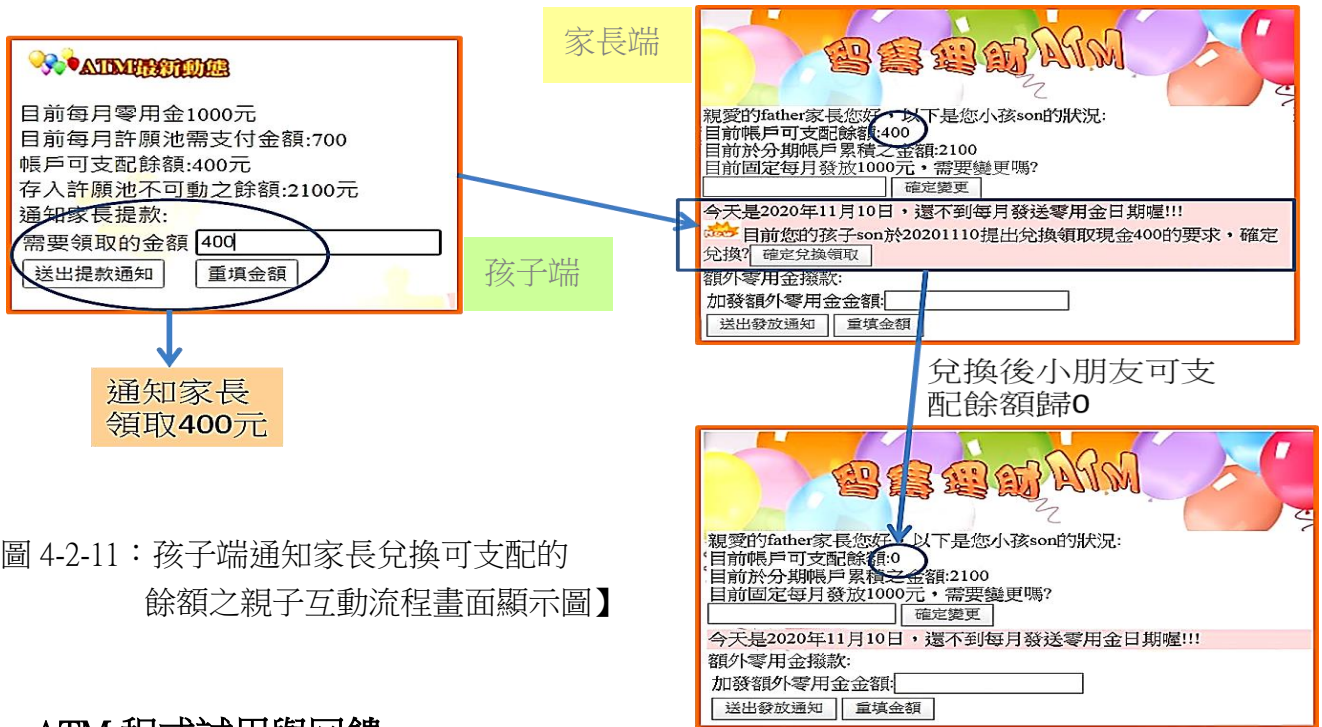 ATM最新動態
目前每月零用金1000元
目前每月許願池需支付金額:700
帳戶可支配餘額:400元
存入許願池不可動之餘額:2100元
通知家長提款:
需要領取的金額 400
送出提款通知 重填金額
孩子端
通知家長
領取400元
家長端
智慧理財ATM
親愛的father家長您好，以下是您小孩son的狀況:
目前帳戶可支配餘額:400
目前於分期帳戶累積之金額:2100
目前固定每月發放1000元，需要變更嗎?
確定變更
今天是2020年11月10日，還不到每月發送零用金日期喔!!!
NEW 目前您的孩子son於20201110提出兌換領取現金400的要求，確定
兌換? 確定兌換領取
額外零用金撥款:
加發額外零用金金額:
送出發放通知 重填金額
兌換後小朋友可支
配餘額歸0
智慧理財ATM
親愛的father家長您好，以下是您小孩son的狀況:
目前帳戶可支配餘額:0
目前於分期帳戶累積之金額:2100
目前固定每月發放1000元，需要變更嗎?
確定變更
今天是2020年11月10日，還不到每月發送零用金日期喔!!!
額外零用金撥款:
加發額外零用金金額:
送出發放通知 重填金額
圖 4-2-11：孩子端通知家長兌換可支配的
餘額之親子互動流程畫面顯示圖】
ATM 程式試用與回饋